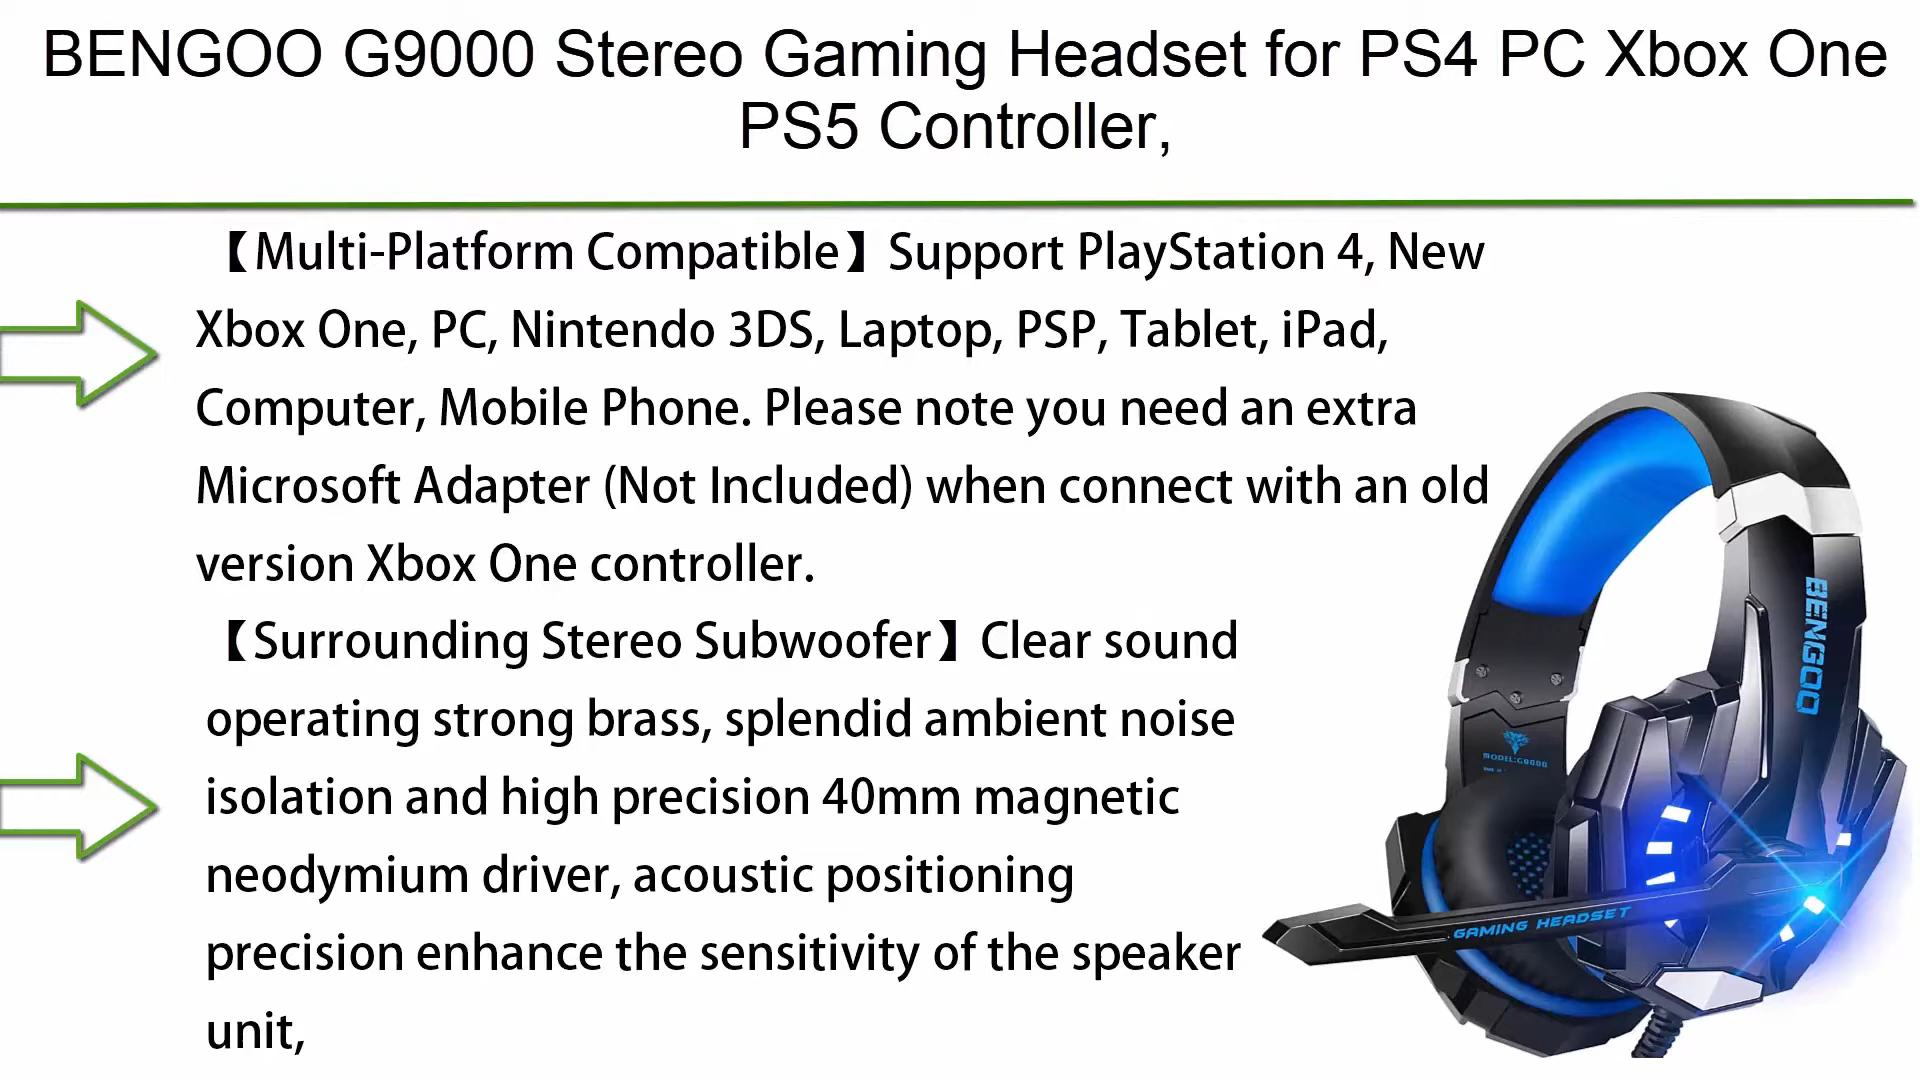 BENGOO G9000 Stereo Gaming Headset for PS4 PC Xbox One
PS5 Controller,
【Multi-Platform Compatible】Support PlayStation 4, New
Xbox One, PC, Nintendo 3DS, Laptop, PSP, Tablet, iPad,
Computer, Mobile Phone. Please note you need an extra
Microsoft Adapter (Not Included) when connect with an old
version Xbox One controller.
【Surrounding Stereo Subwoofer】Clear sound
operating strong brass, splendid ambient noise
isolation and high precision 40mm magnetic
neodymium driver, acoustic positioning
precision enhance the sensitivity of the speaker
unit,
BENGOO
MODEL:G9000
GAMING HEADSET